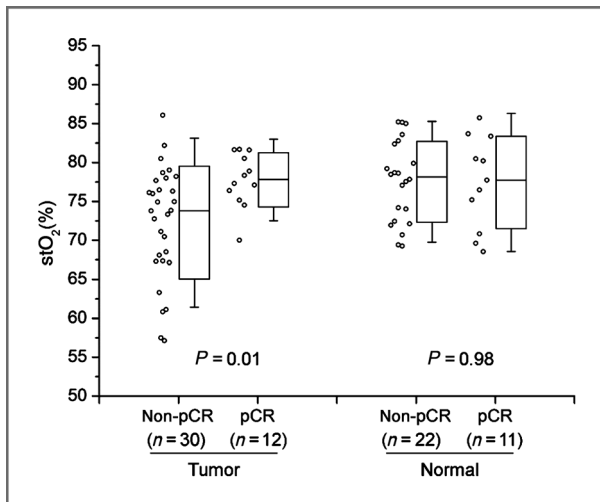 95
90
85
80
75
70
65
60
55
50
stO₂(%)
P = 0.01
P = 0.98
Non-pCR
(n = 30)
pCR
(n = 12)
Non-pCR
(n = 22)
pCR
(n = 11)
Tumor
Normal